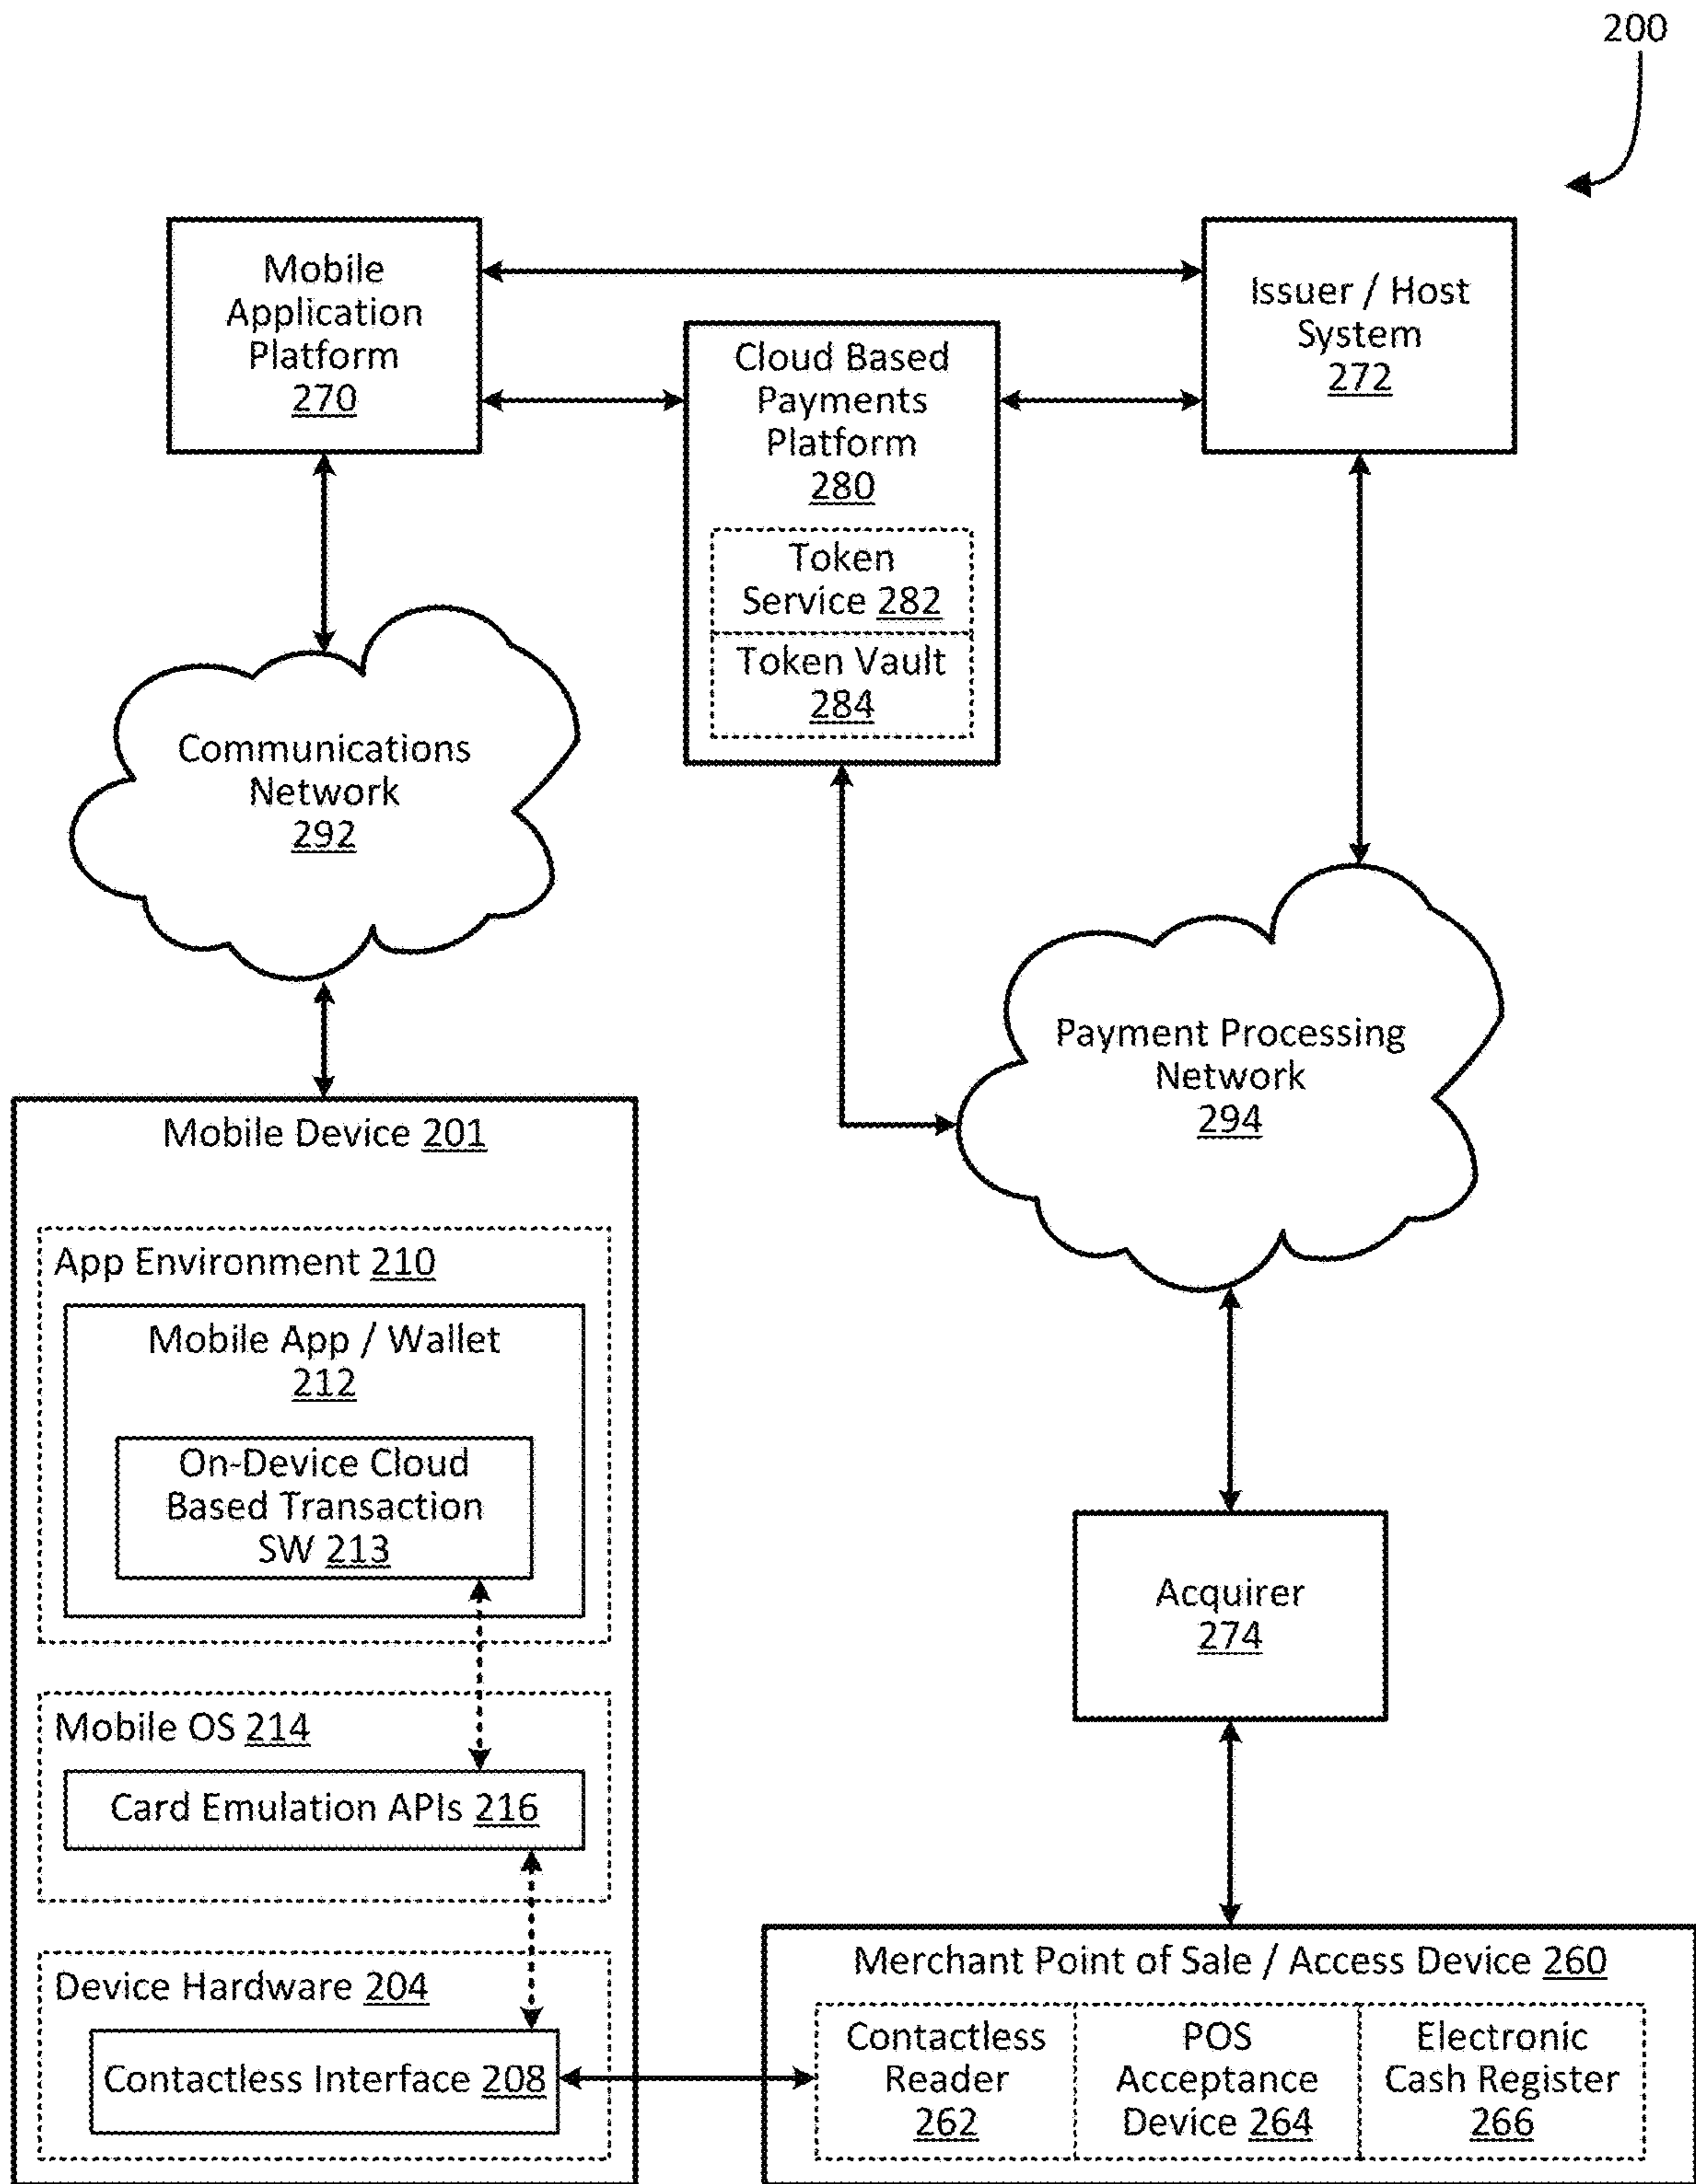 200
Mobile
Application
Platform
270
Issuer / Host
System
272
Cloud Based
Payments
Platform
280
Token
Service 282
Token Vault
284
Communications
Network
292
Payment Processing
Network
294
Mobile Device 201
App Environment 210
Mobile App / Wallet
212
On-Device Cloud
Based Transaction
SW 213
Mobile OS 214
Card Emulation APIs 216
Device Hardware 204
Contactless Interface 208
Acquirer
274
Merchant Point of Sale / Access Device 260
Contactless
Reader
262
POS
Acceptance
Device 264
Electronic
Cash Register
266